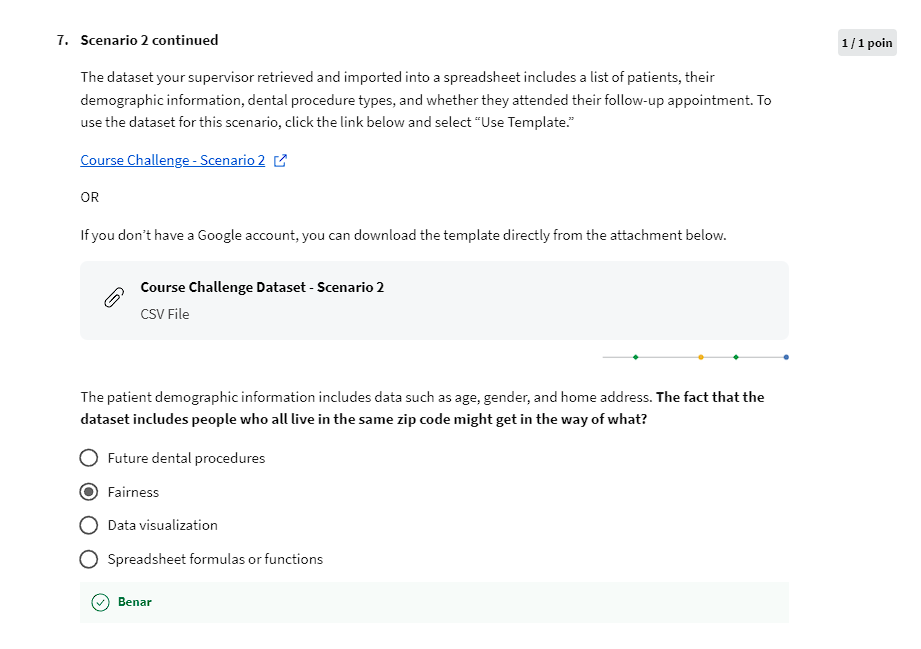 7. Scenario 2 continued
1 / 1 poin
The dataset your supervisor retrieved and imported into a spreadsheet includes a list of patients, their
demographic information, dental procedure types, and whether they attended their follow-up appointment. To
use the dataset for this scenario, click the link below and select “Use Template.”
Course Challenge - Scenario 2
OR
If you don’t have a Google account, you can download the template directly from the attachment below.
Course Challenge Dataset - Scenario 2
CSV File
The patient demographic information includes data such as age, gender, and home address. The fact that the
dataset includes people who all live in the same zip code might get in the way of what?
Future dental procedures
Fairness
Data visualization
Spreadsheet formulas or functions
Benar